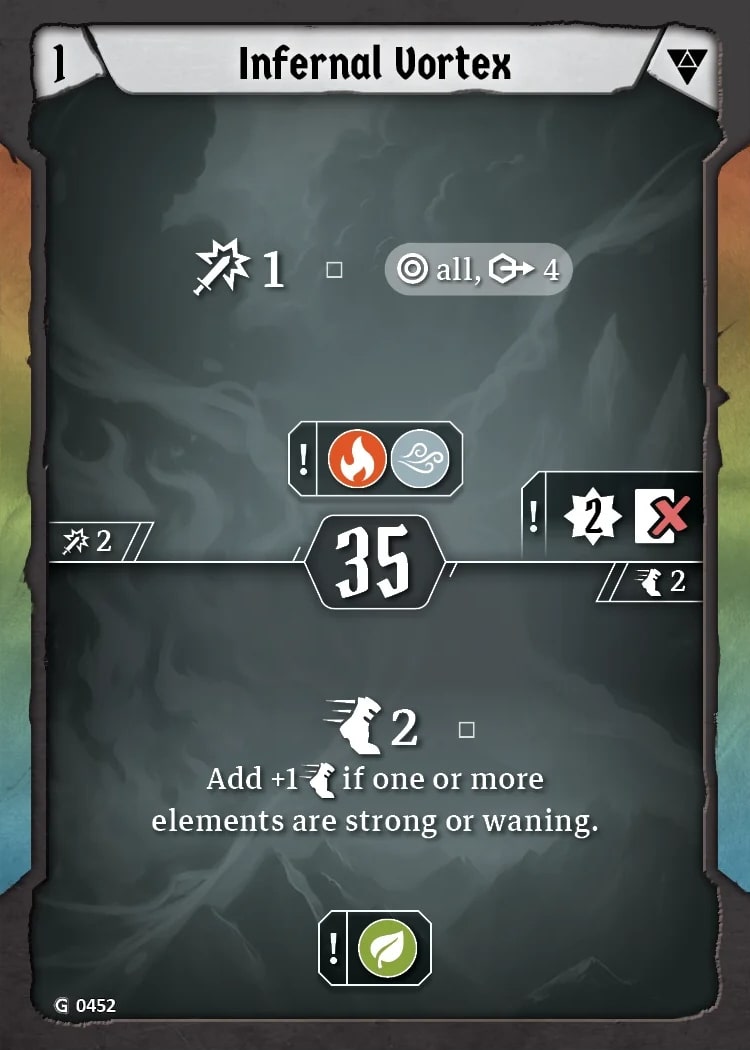 1 Infernal Vortex
1 all, 4
!
! 2
2
35
2
2
Add +1 if one or more
elements are strong or waning.
!
G 0452